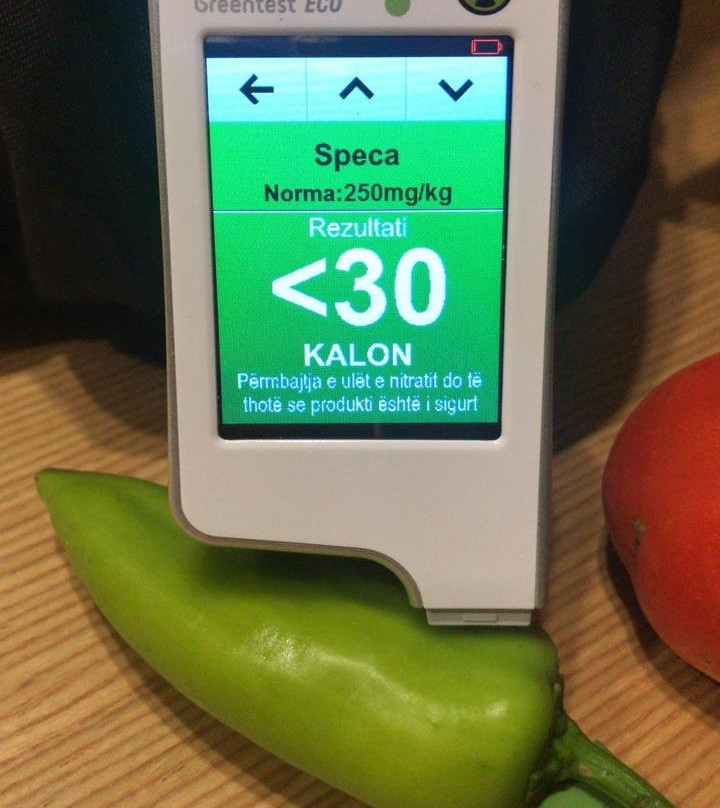 Greentest ECO
Speca
Norma:250mg/kg
Rezultati
<30
KALON
Përmbajtja e ulët e nitratit do të
thotë se produkti është i sigurt